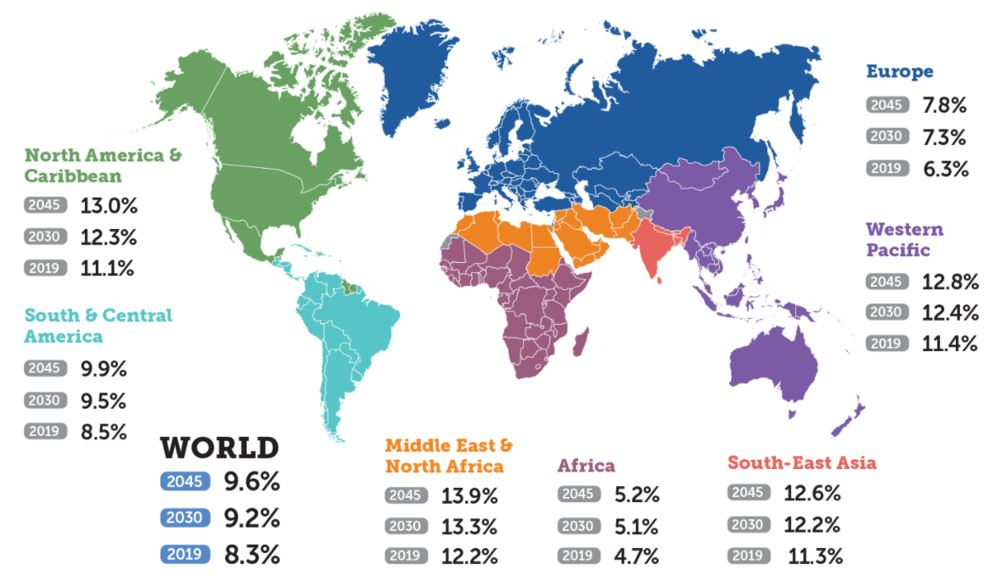 North America &
Caribbean
2045 13.0%
2030 12.3%
2019 11.1%
South & Central
America
2045 9.9%
2030 9.5%
2019 8.5%
WORLD
2045 9.6%
2030 9.2%
2019 8.3%
Middle East &
North Africa
2045 13.9%
2030 13.3%
2019 12.2%
Africa
2045 5.2%
2030 5.1%
2019 4.7%
South-East Asia
2045 12.6%
2030 12.2%
2019 11.3%
Europe
2045 7.8%
2030 7.3%
2019 6.3%
Western
Pacific
2045 12.8%
2030 12.4%
2019 11.4%